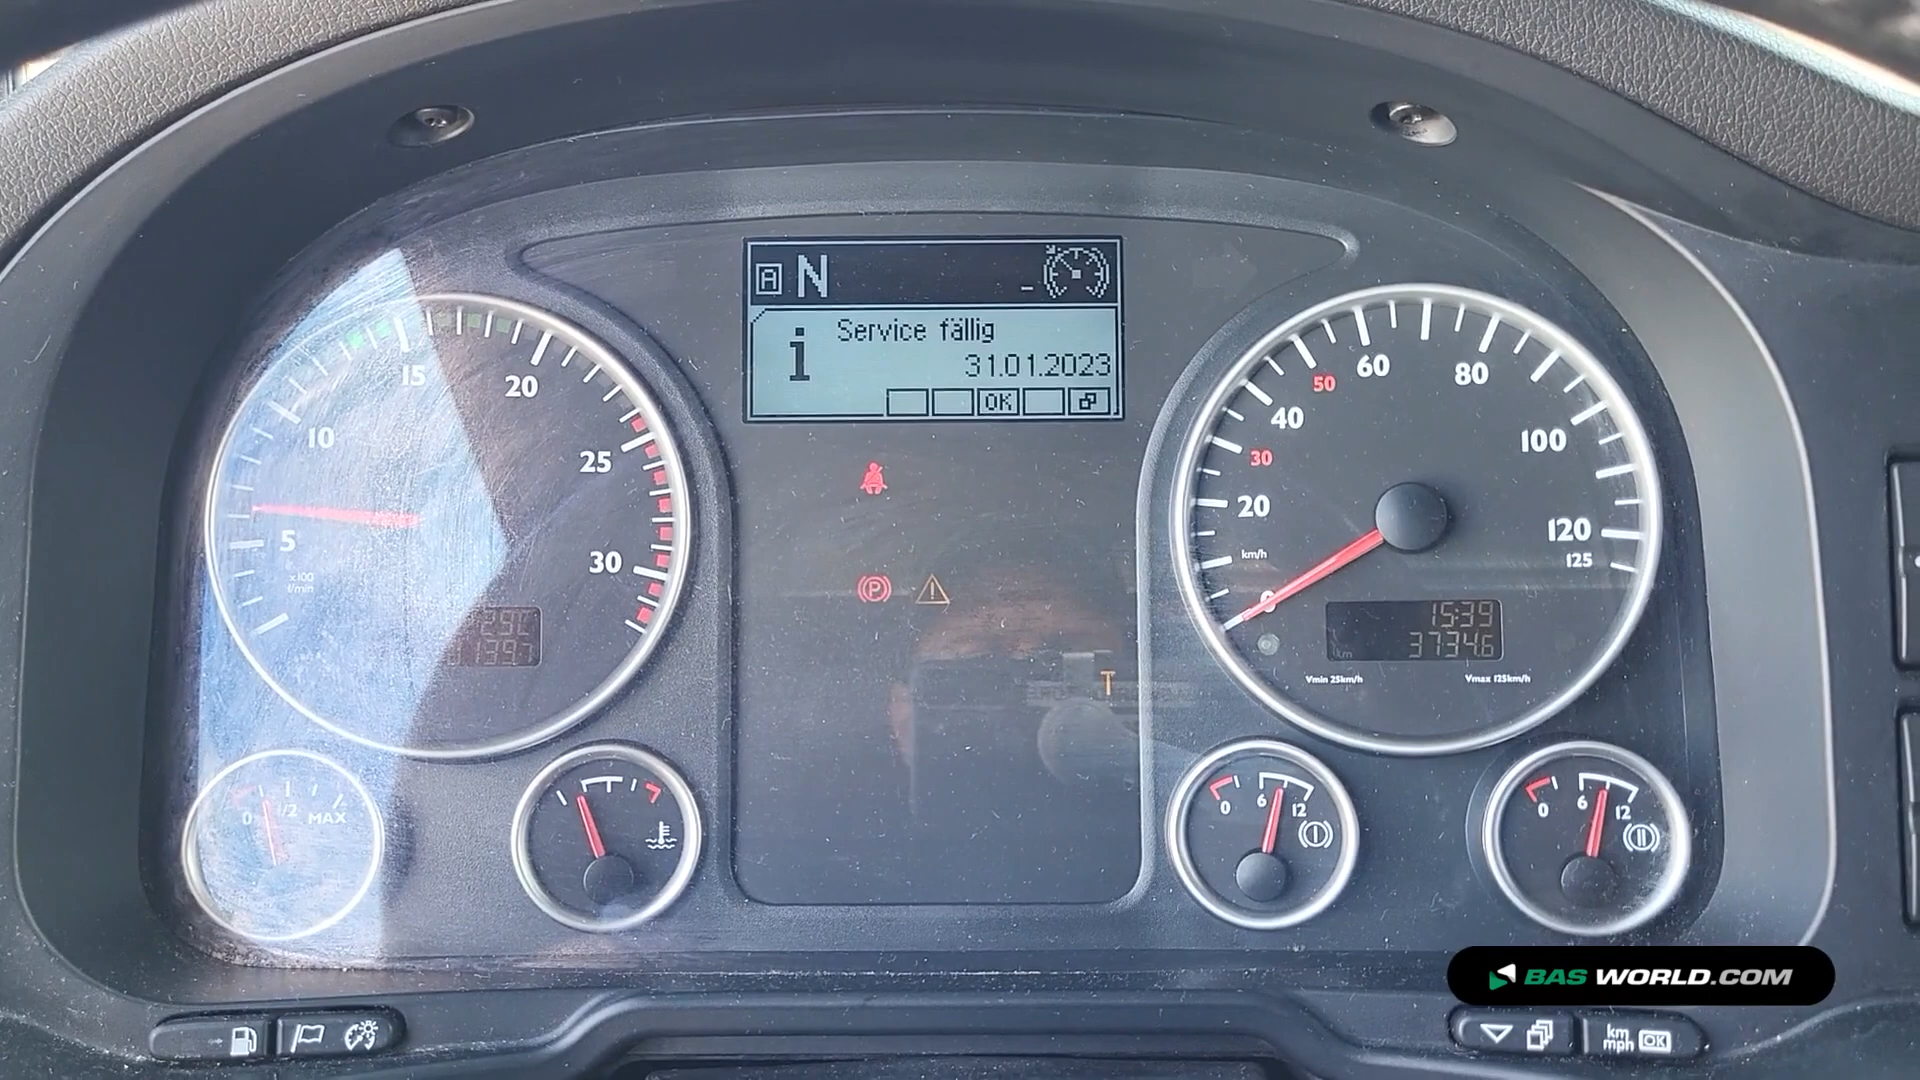 A N
i Service fällig
31.01.2023
OK
5
10
15
20
25
30
x100
1/min
0
20
30
40
50
60
80
100
120
125
km/h
15:39
km 37346
Vmin 25km/h
Vmax 125km/h
P
T
0 1/2 MAX
0 6 12
0 6 12
BAS WORLD.COM
km
mph OK